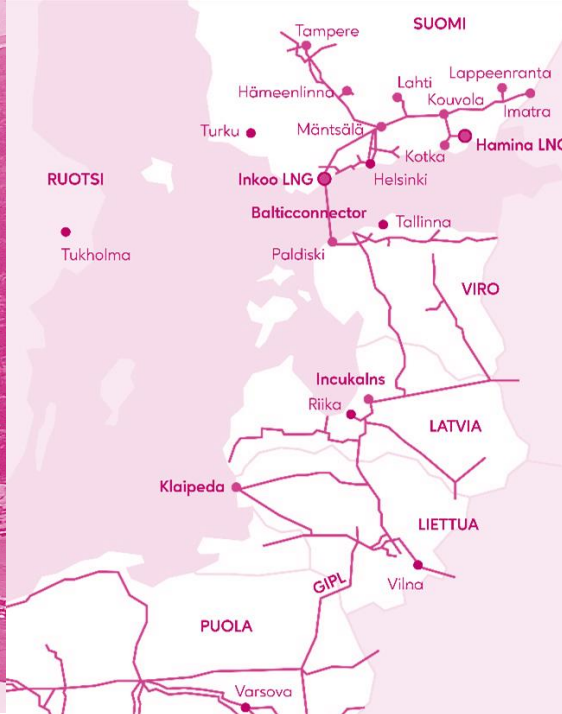 SUOMI
Tampere
Lappeenranta
Lahti
Hämeenlinna
Kouvola
Imatra
Turku
Mäntsälä
Kotka
Hamina LNG
RUOTSI
Inkoo LNG
Helsinki
Balticconnector
Tallinna
Tukholma
Paldiski
VIRO
Incukalns
Riika
LATVIA
Klaipeda
LIETTUA
GIPL
Vilna
PUOLA
Varsova